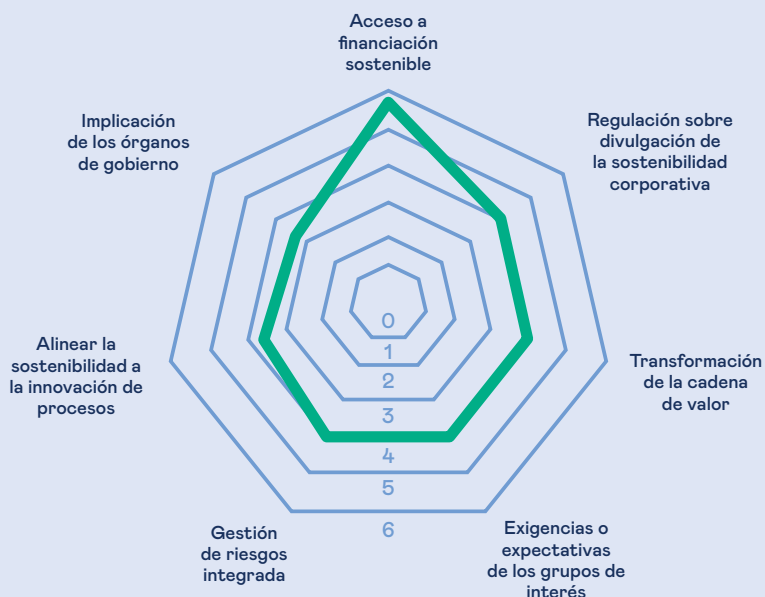 Acceso a
financiación
sostenible
Regulación sobre
divulgación de
la sostenibilidad
corporativa
Transformación
de la cadena
de valor
Exigencias o
expectativas
de los grupos de
interés
Gestión
de riesgos
integrada
Alinear la
sostenibilidad a
la innovación de
procesos
Implicación
de los órganos
de gobierno
0
1
2
3
4
5
6